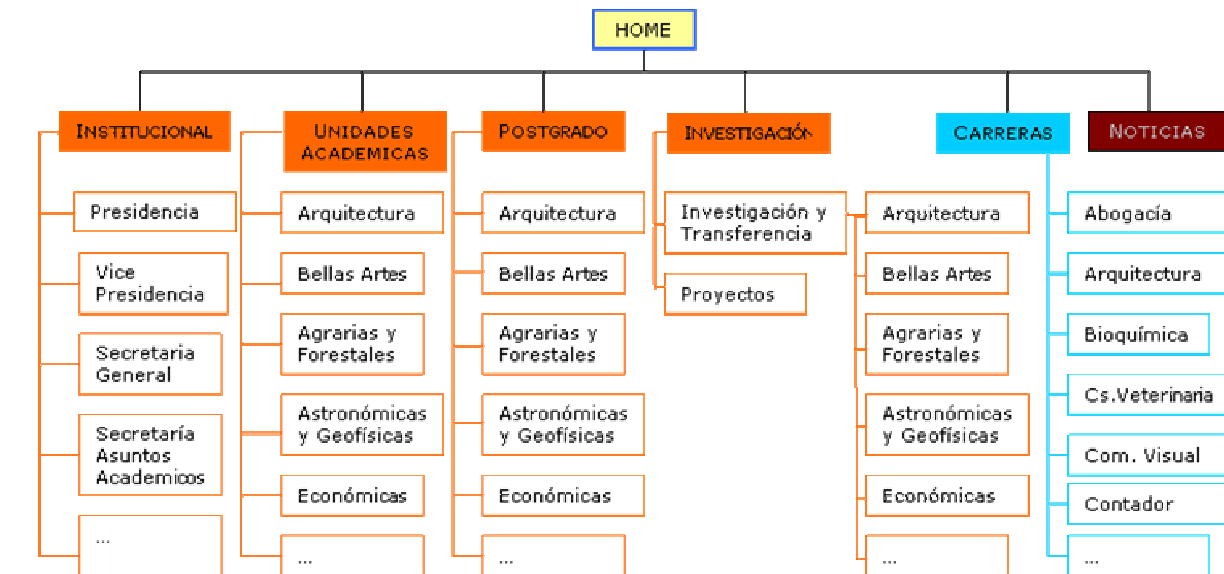 HOME
INSTITUCIONAL
UNIDADES
ACADEMICAS
POSTGRADO
INVESTIGACIÓN
CARRERAS
NOTICIAS
Presidencia
Vice
Presidencia
Secretaria
General
Secretaría
Asuntos
Academicos
...
Arquitectura
Bellas Artes
Agrarias y
Forestales
Astronómicas
y Geofísicas
Económicas
...
Arquitectura
Bellas Artes
Agrarias y
Forestales
Astronómicas
y Geofísicas
Económicas
...
Investigación y
Transferencia
Proyectos
Arquitectura
Bellas Artes
Agrarias y
Forestales
Astronómicas
y Geofísicas
Económicas
...
Abogacía
Arquitectura
Bioquímica
Cs.Veterinaria
Com. Visual
Contador
...